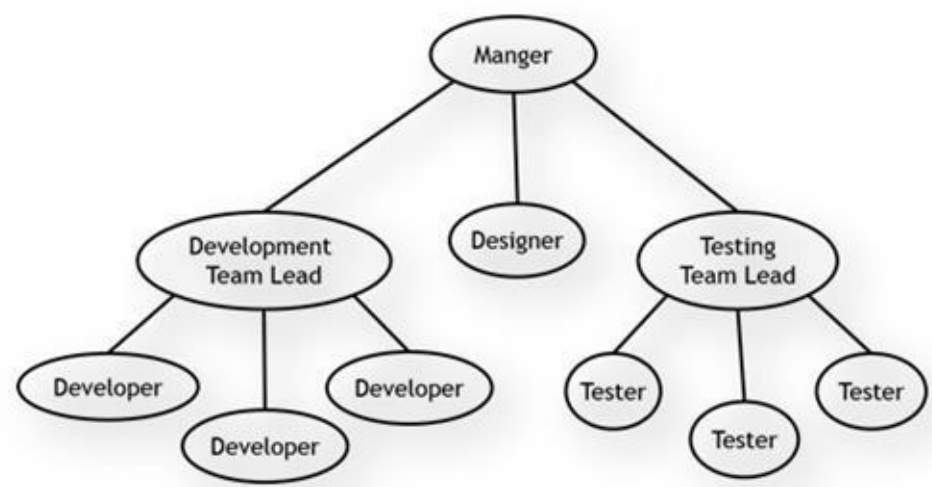 Manger
Development
Team Lead
Designer
Testing
Team Lead
Developer
Developer
Developer
Tester
Tester
Tester